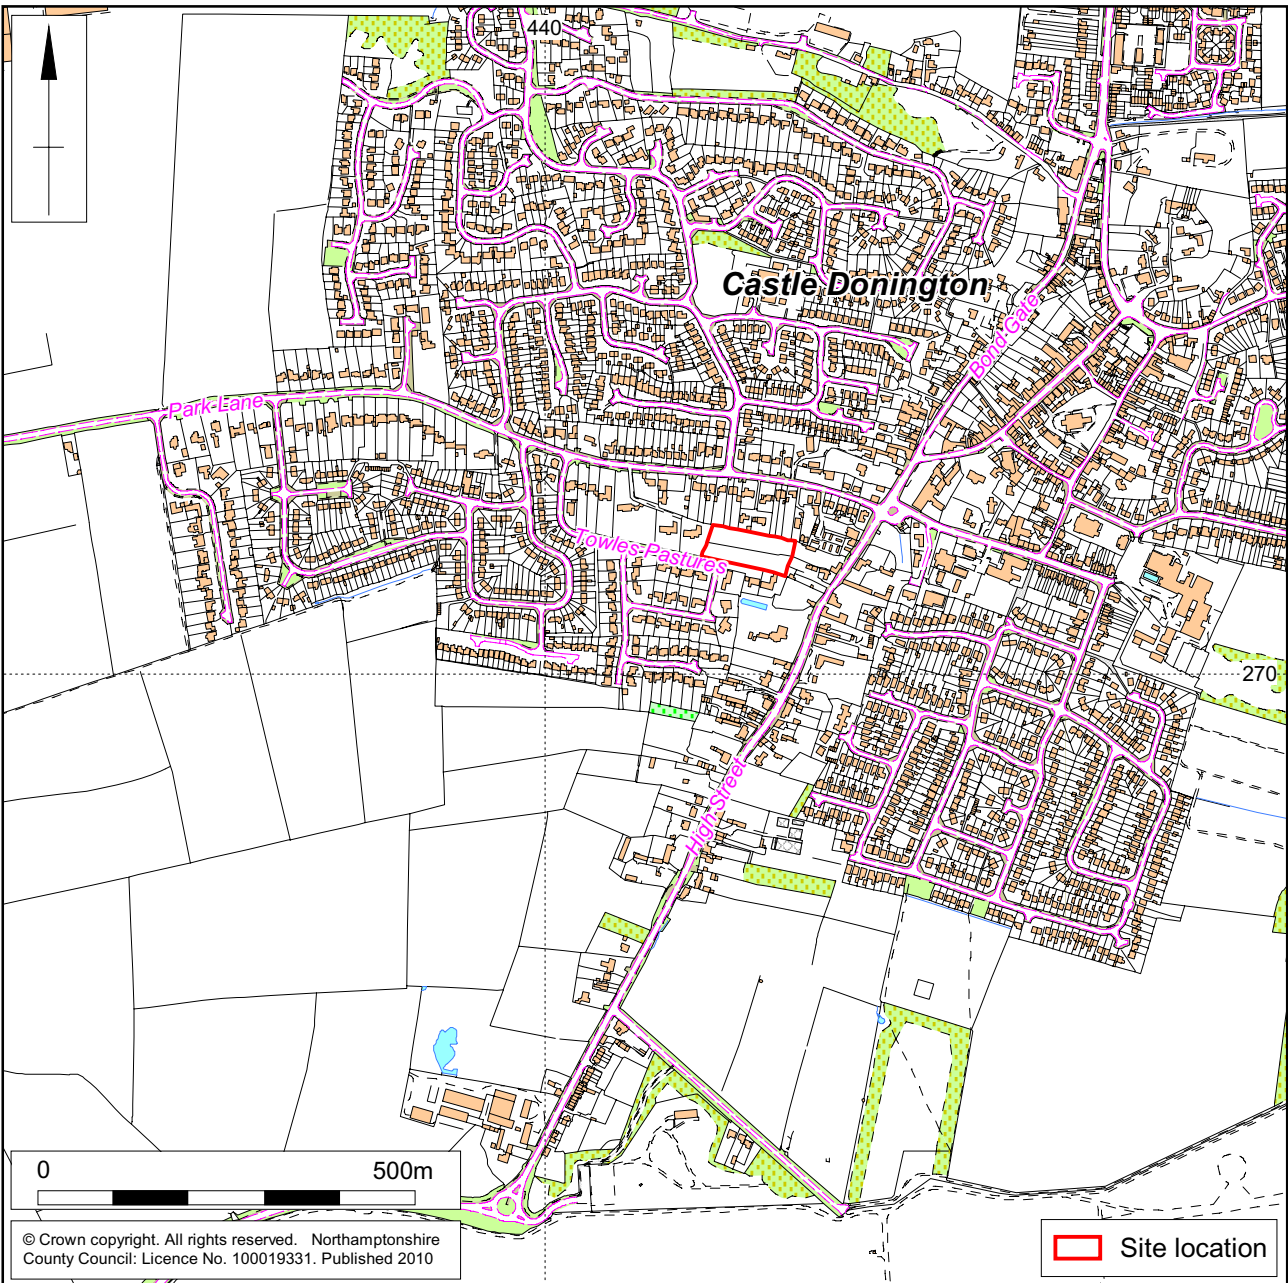 440
Castle Donington
Bond Gate
Park Lane
Towles Pastures
270
High Street
0 500m
© Crown copyright. All rights reserved. Northamptonshire
County Council: Licence No. 100019331. Published 2010
Site location